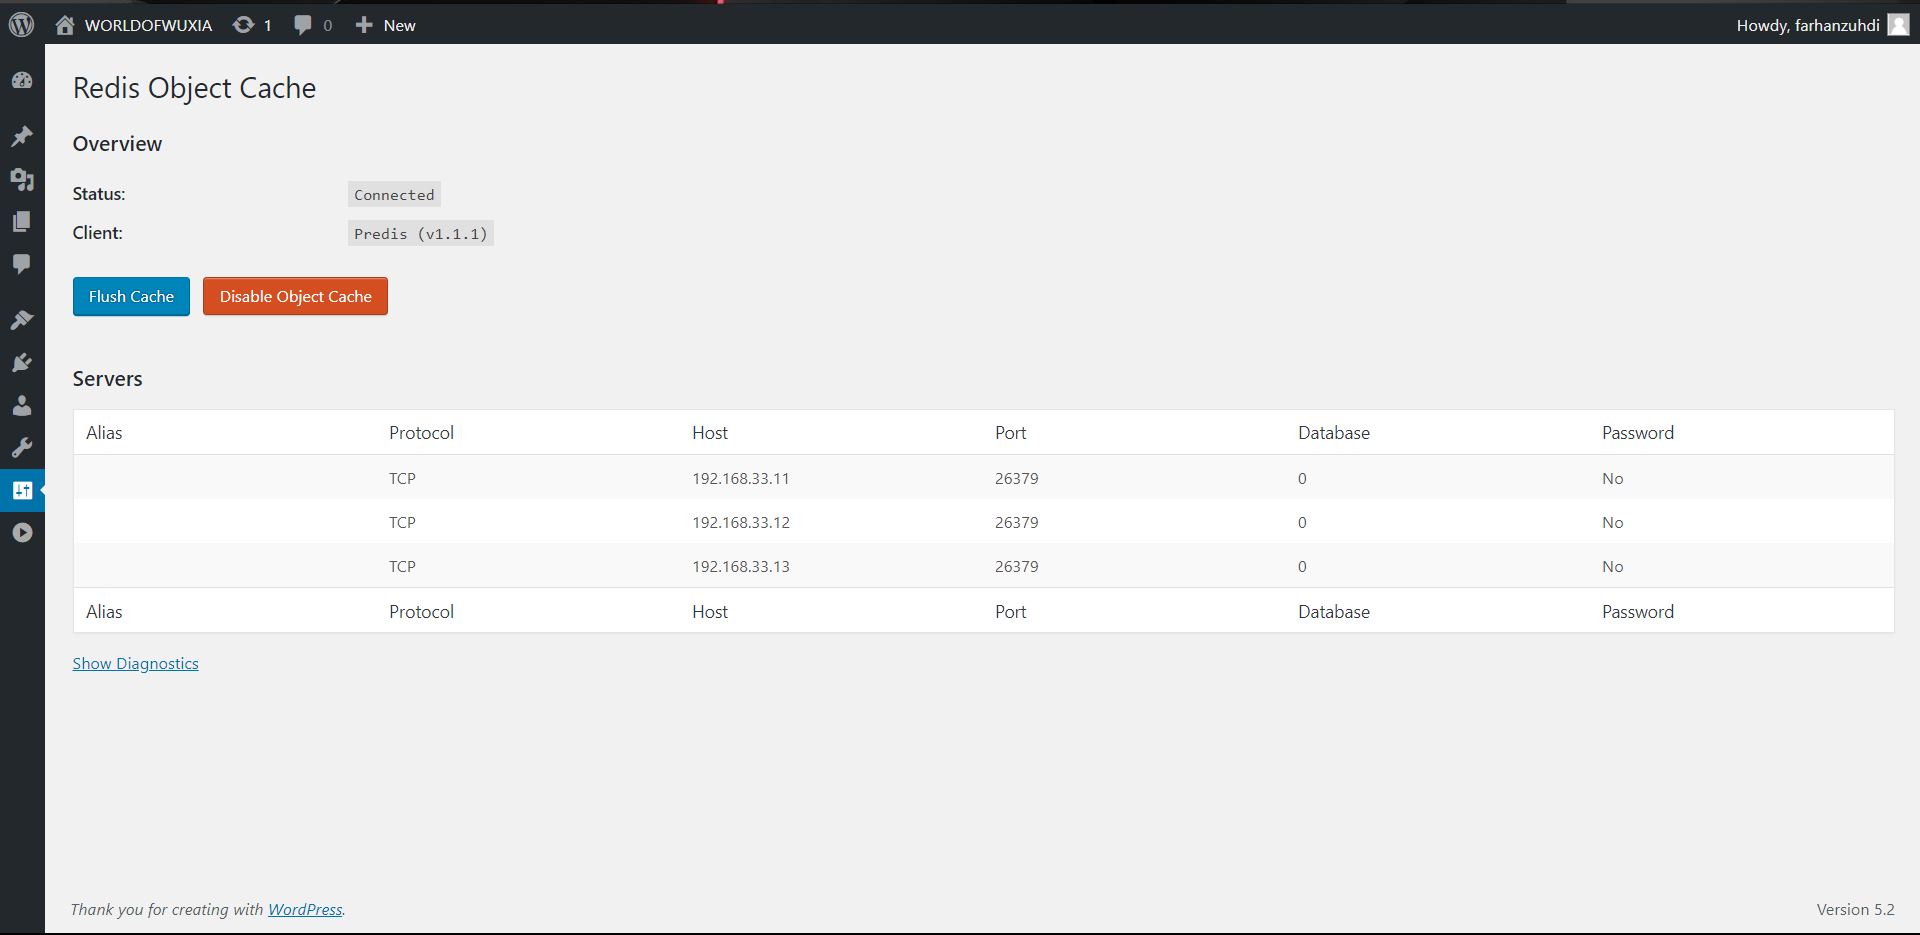 WORLDOFWUXIA 1 0 New Howdy, farhanzuhdi
Redis Object Cache
Overview
Status: Connected
Client: Predis (v1.1.1)
Flush Cache Disable Object Cache
Servers
Alias Protocol Host Port Database Password
TCP 192.168.33.11 26379 0 No
TCP 192.168.33.12 26379 0 No
TCP 192.168.33.13 26379 0 No
Alias Protocol Host Port Database Password
Show Diagnostics
Thank you for creating with WordPress. Version 5.2